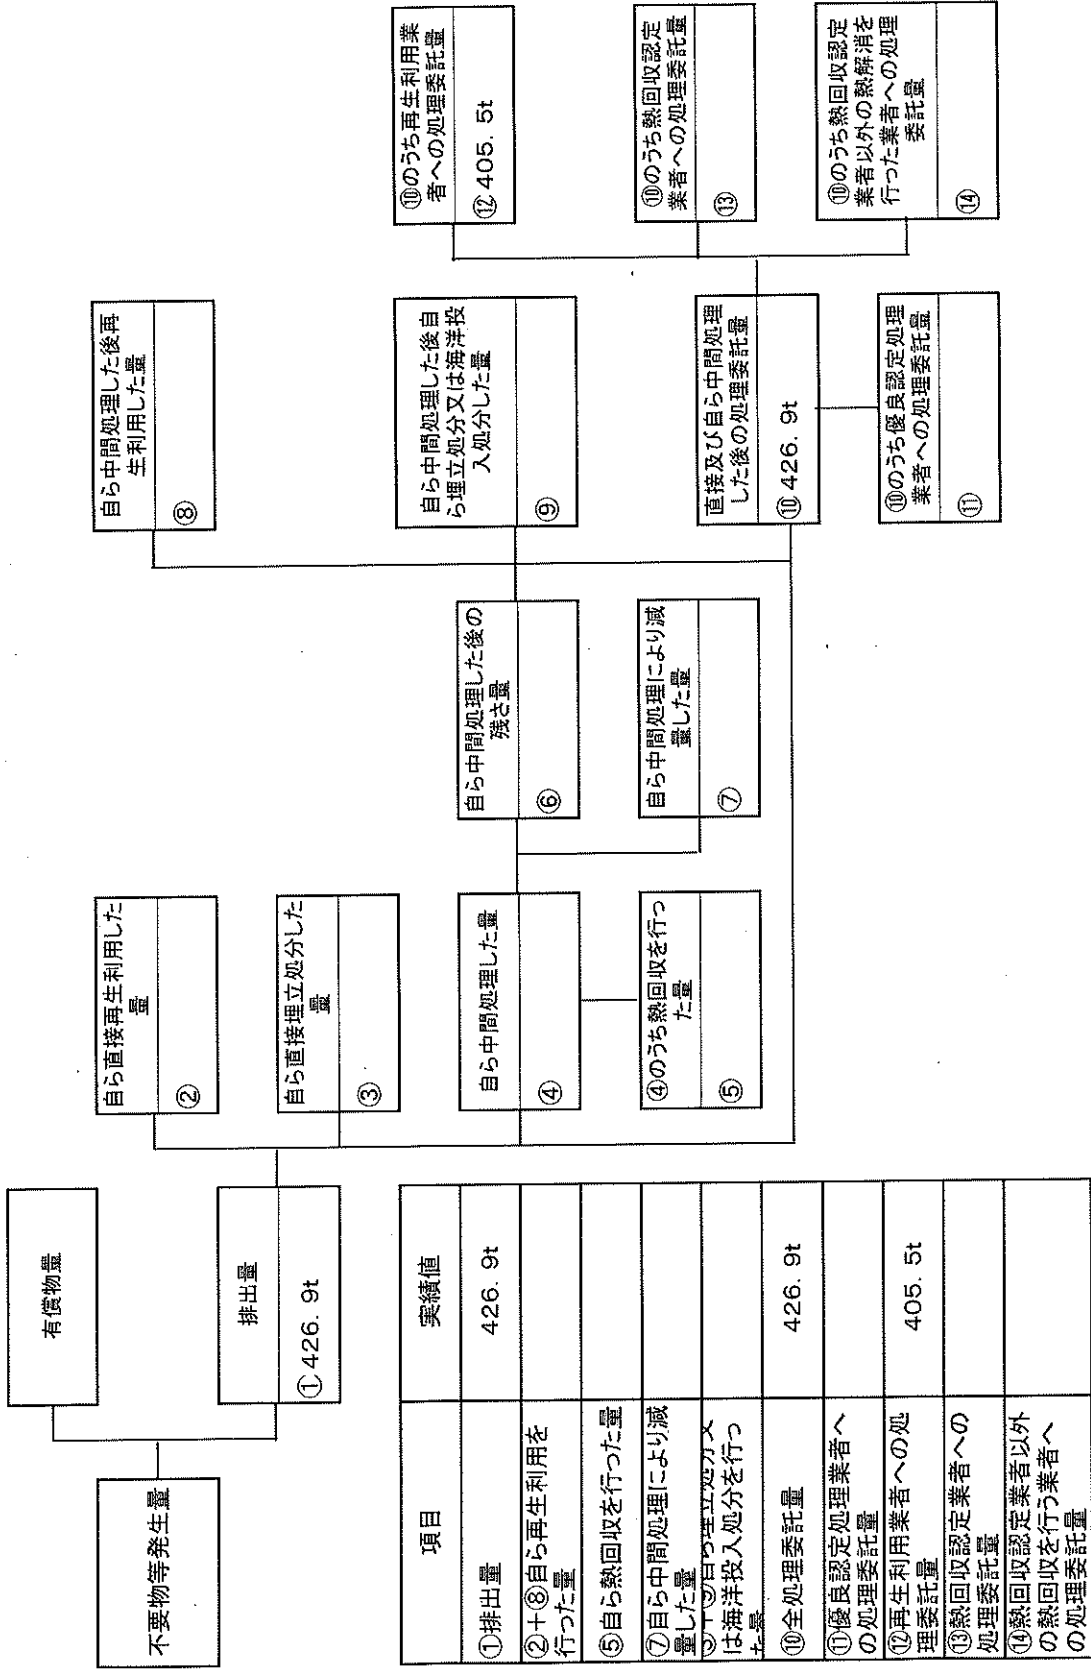 不要物等発生量
有償物量
排出量
①426. 9t
自ら直接再生利用した
量
②
自ら直接埋立処分した
量
③
自ら中間処理した量
④
④のうち熱回収を行っ
た量
⑤
自ら中間処理した後の
残さ量
⑥
自ら中間処理により減
量した量
⑦
自ら中間処理した後再
生利用した量
⑧
自ら中間処理した後自
ら埋立処分又は海洋投
入処分した量
⑨
直接及び自ら中間処理
した後の処理委託量
⑩426. 9t
⑩のうち優良認定処理
業者への処理委託量
⑪
⑩のうち再生利用業
者への処理委託量
⑫405. 5t
⑩のうち熱回収認定
業者への処理委託量
⑬
⑩のうち熱回収認定
業者以外の熱解消を
行った業者への処理
委託量
⑭
項目 実績値
①排出量 426. 9t
②+⑧自ら再生利用を
行った量
⑤自ら熱回収を行った量
⑦自ら中間処理により減
量した量
③+⑨自ら埋立処分又
は海洋投入処分を行っ
た量
⑩全処理委託量 426. 9t
⑪優良認定処理業者へ
の処理委託量
⑫再生利用業者への処
理委託量 405. 5t
⑬熱回収認定業者への
処理委託量
⑭熱回収認定業者以外
の熱回収を行う業者へ
の処理委託量